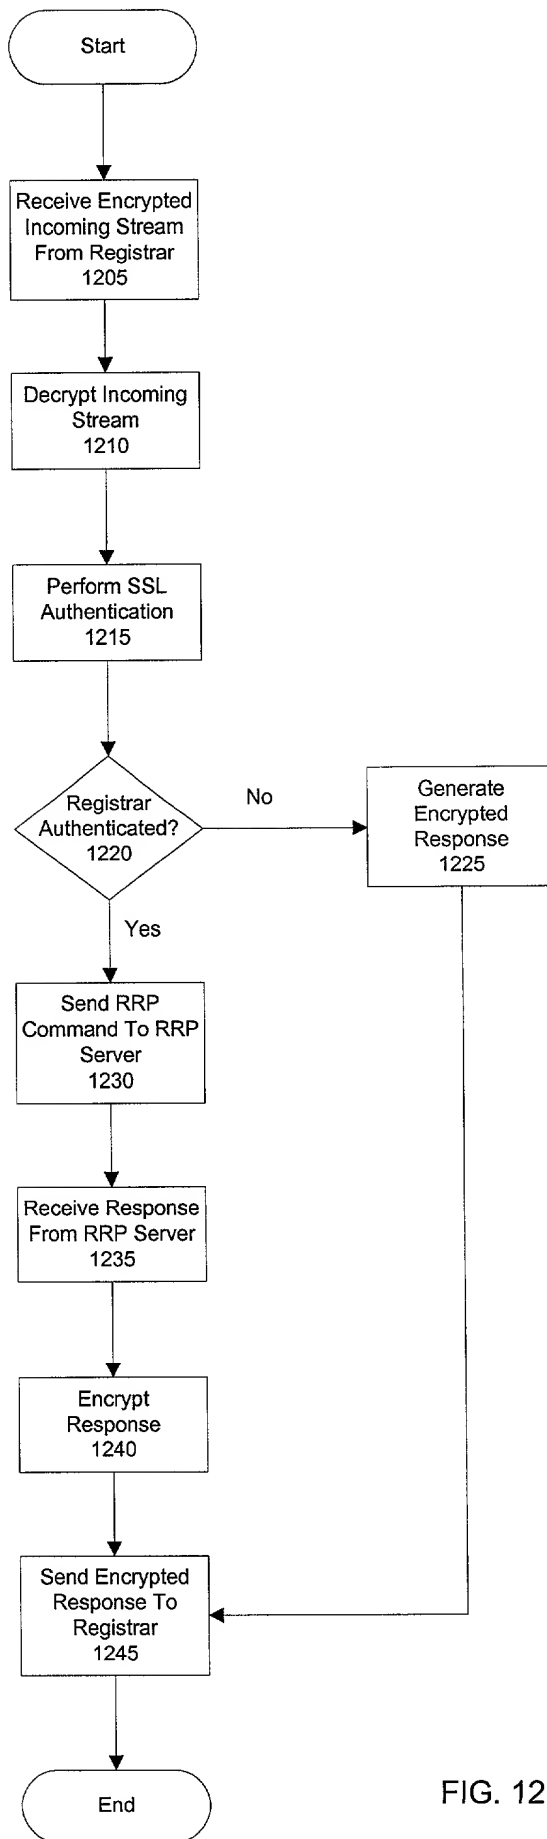 Start
Receive Encrypted
Incoming Stream
From Registrar
1205
Decrypt Incoming
Stream
1210
Perform SSL
Authentication
1215
Registrar
Authenticated?
1220
No
Generate
Encrypted
Response
1225
Yes
Send RRP
Command To RRP
Server
1230
Receive Response
From RRP Server
1235
Encrypt
Response
1240
Send Encrypted
Response To
Registrar
1245
End
FIG. 12